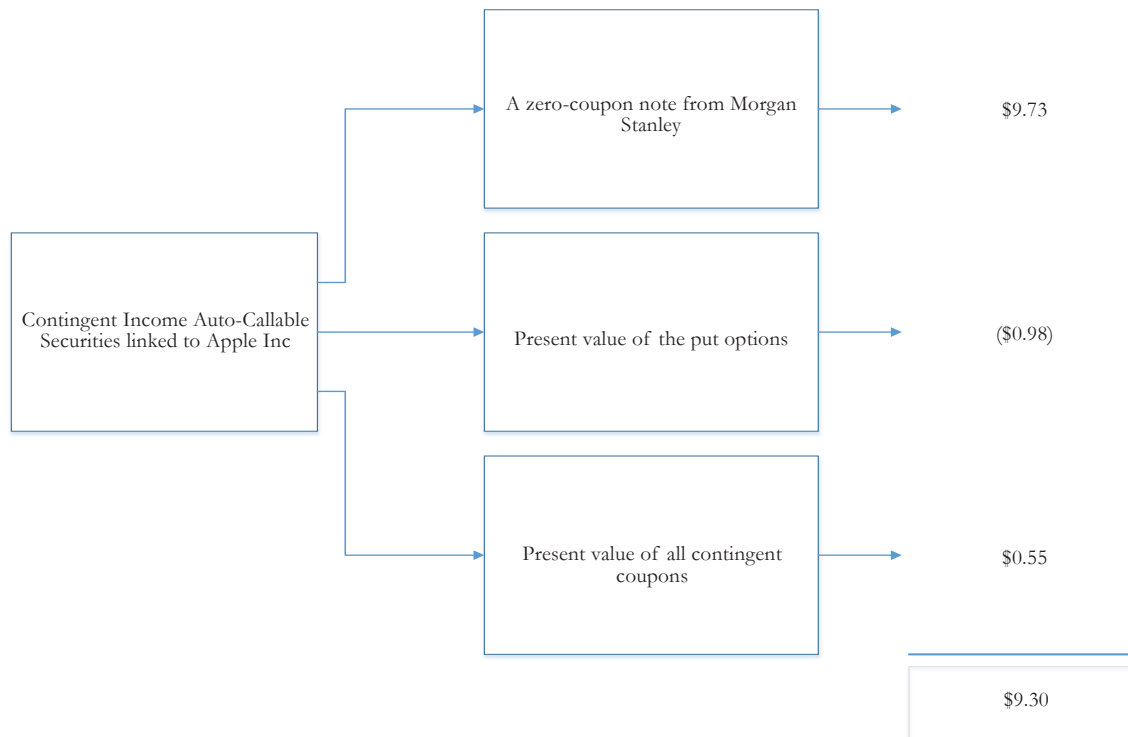 A zero-coupon note from Morgan
Stanley
$9.73
Contingent Income Auto-Callable
Securities linked to Apple Inc
Present value of the put options
($0.98)
Present value of all contingent
coupons
$0.55
$9.30